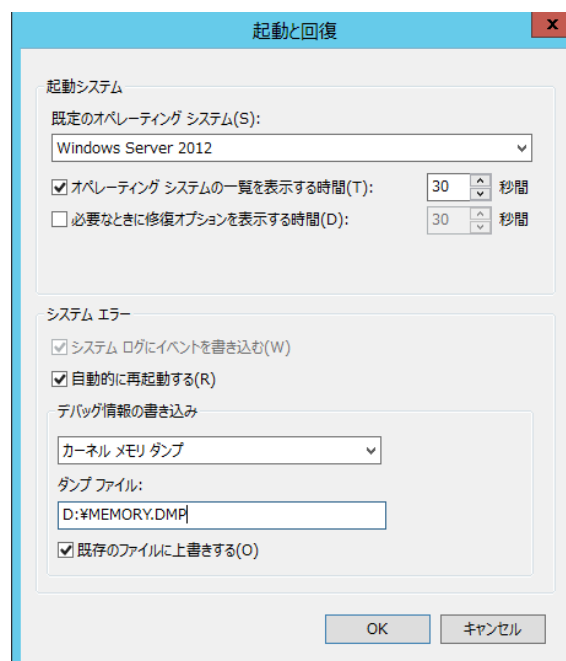 起動と回復
x
起動システム
既定のオペレーティング システム(S):
Windows Server 2012
オペレーティング システムの一覧を表示する時間(T): 30 秒間
必要なときに修復オプションを表示する時間(D): 30 秒間
システム エラー
システム ログにイベントを書き込む(W)
自動的に再起動する(R)
デバッグ情報の書き込み
カーネル メモリ ダンプ
ダンプ ファイル:
D:¥MEMORY.DMP
既存のファイルに上書きする(O)
OK キャンセル